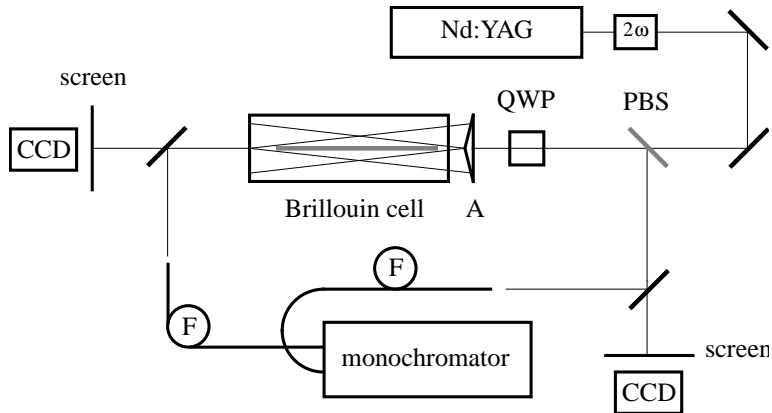 Nd:YAG
2ω
screen
QWP
PBS
CCD
Brillouin cell
A
F
F
monochromator
screen
CCD